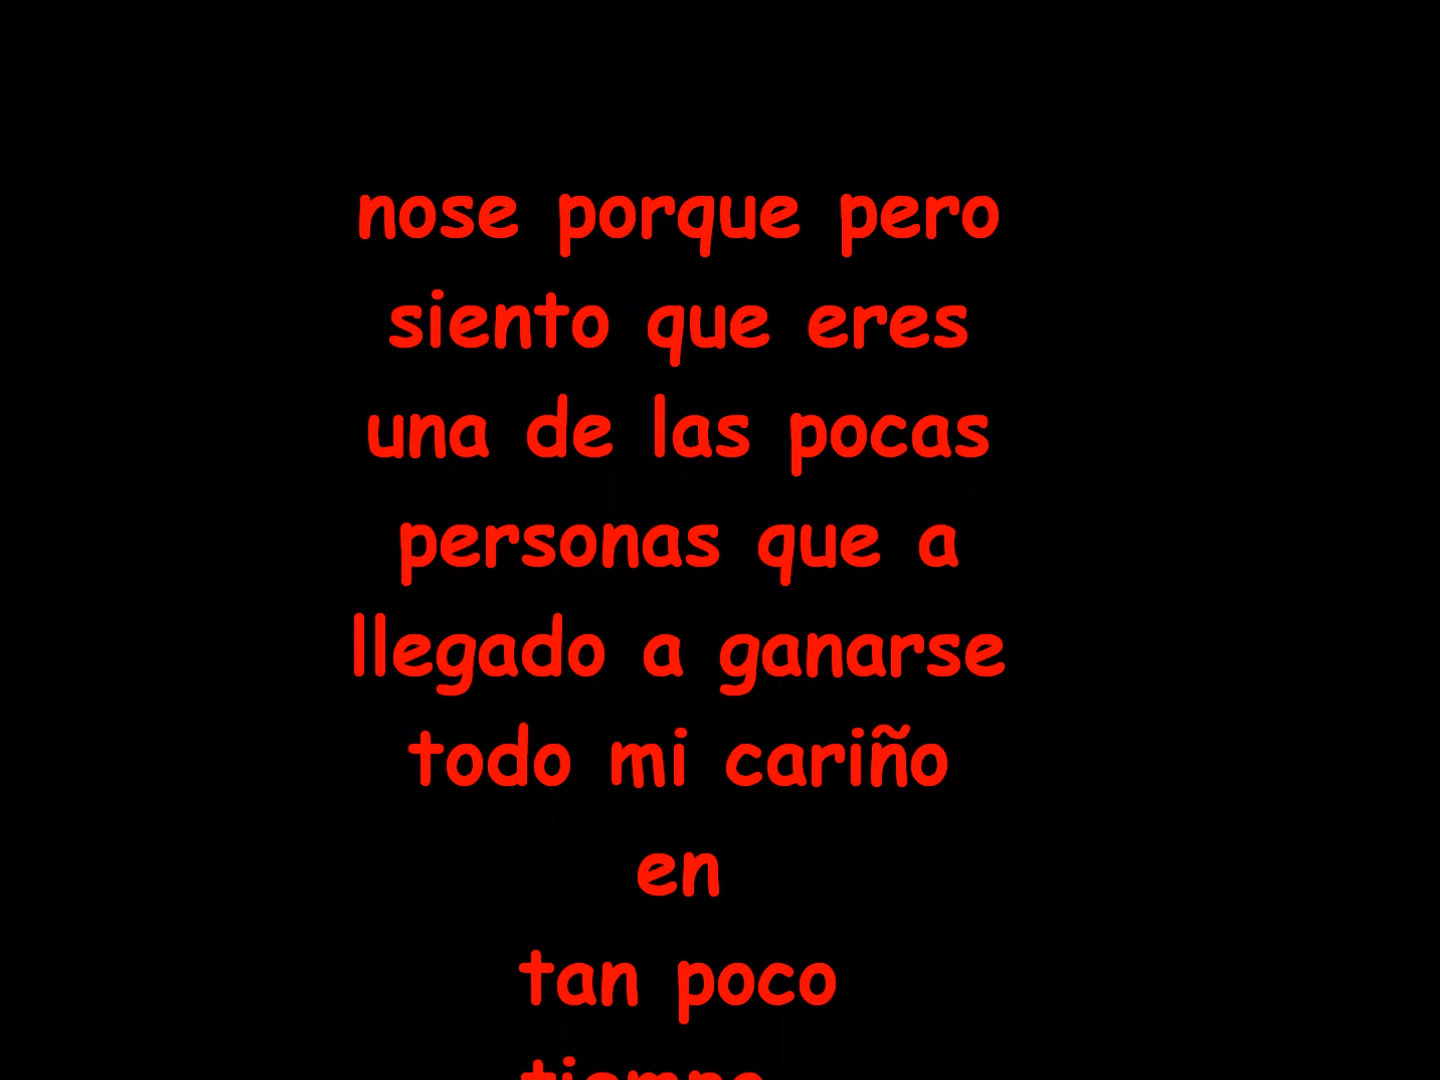 nose porque pero
siento que eres
una de las pocas
personas que a
llegado a ganarse
todo mi cariño
en
tan poco
tiempo